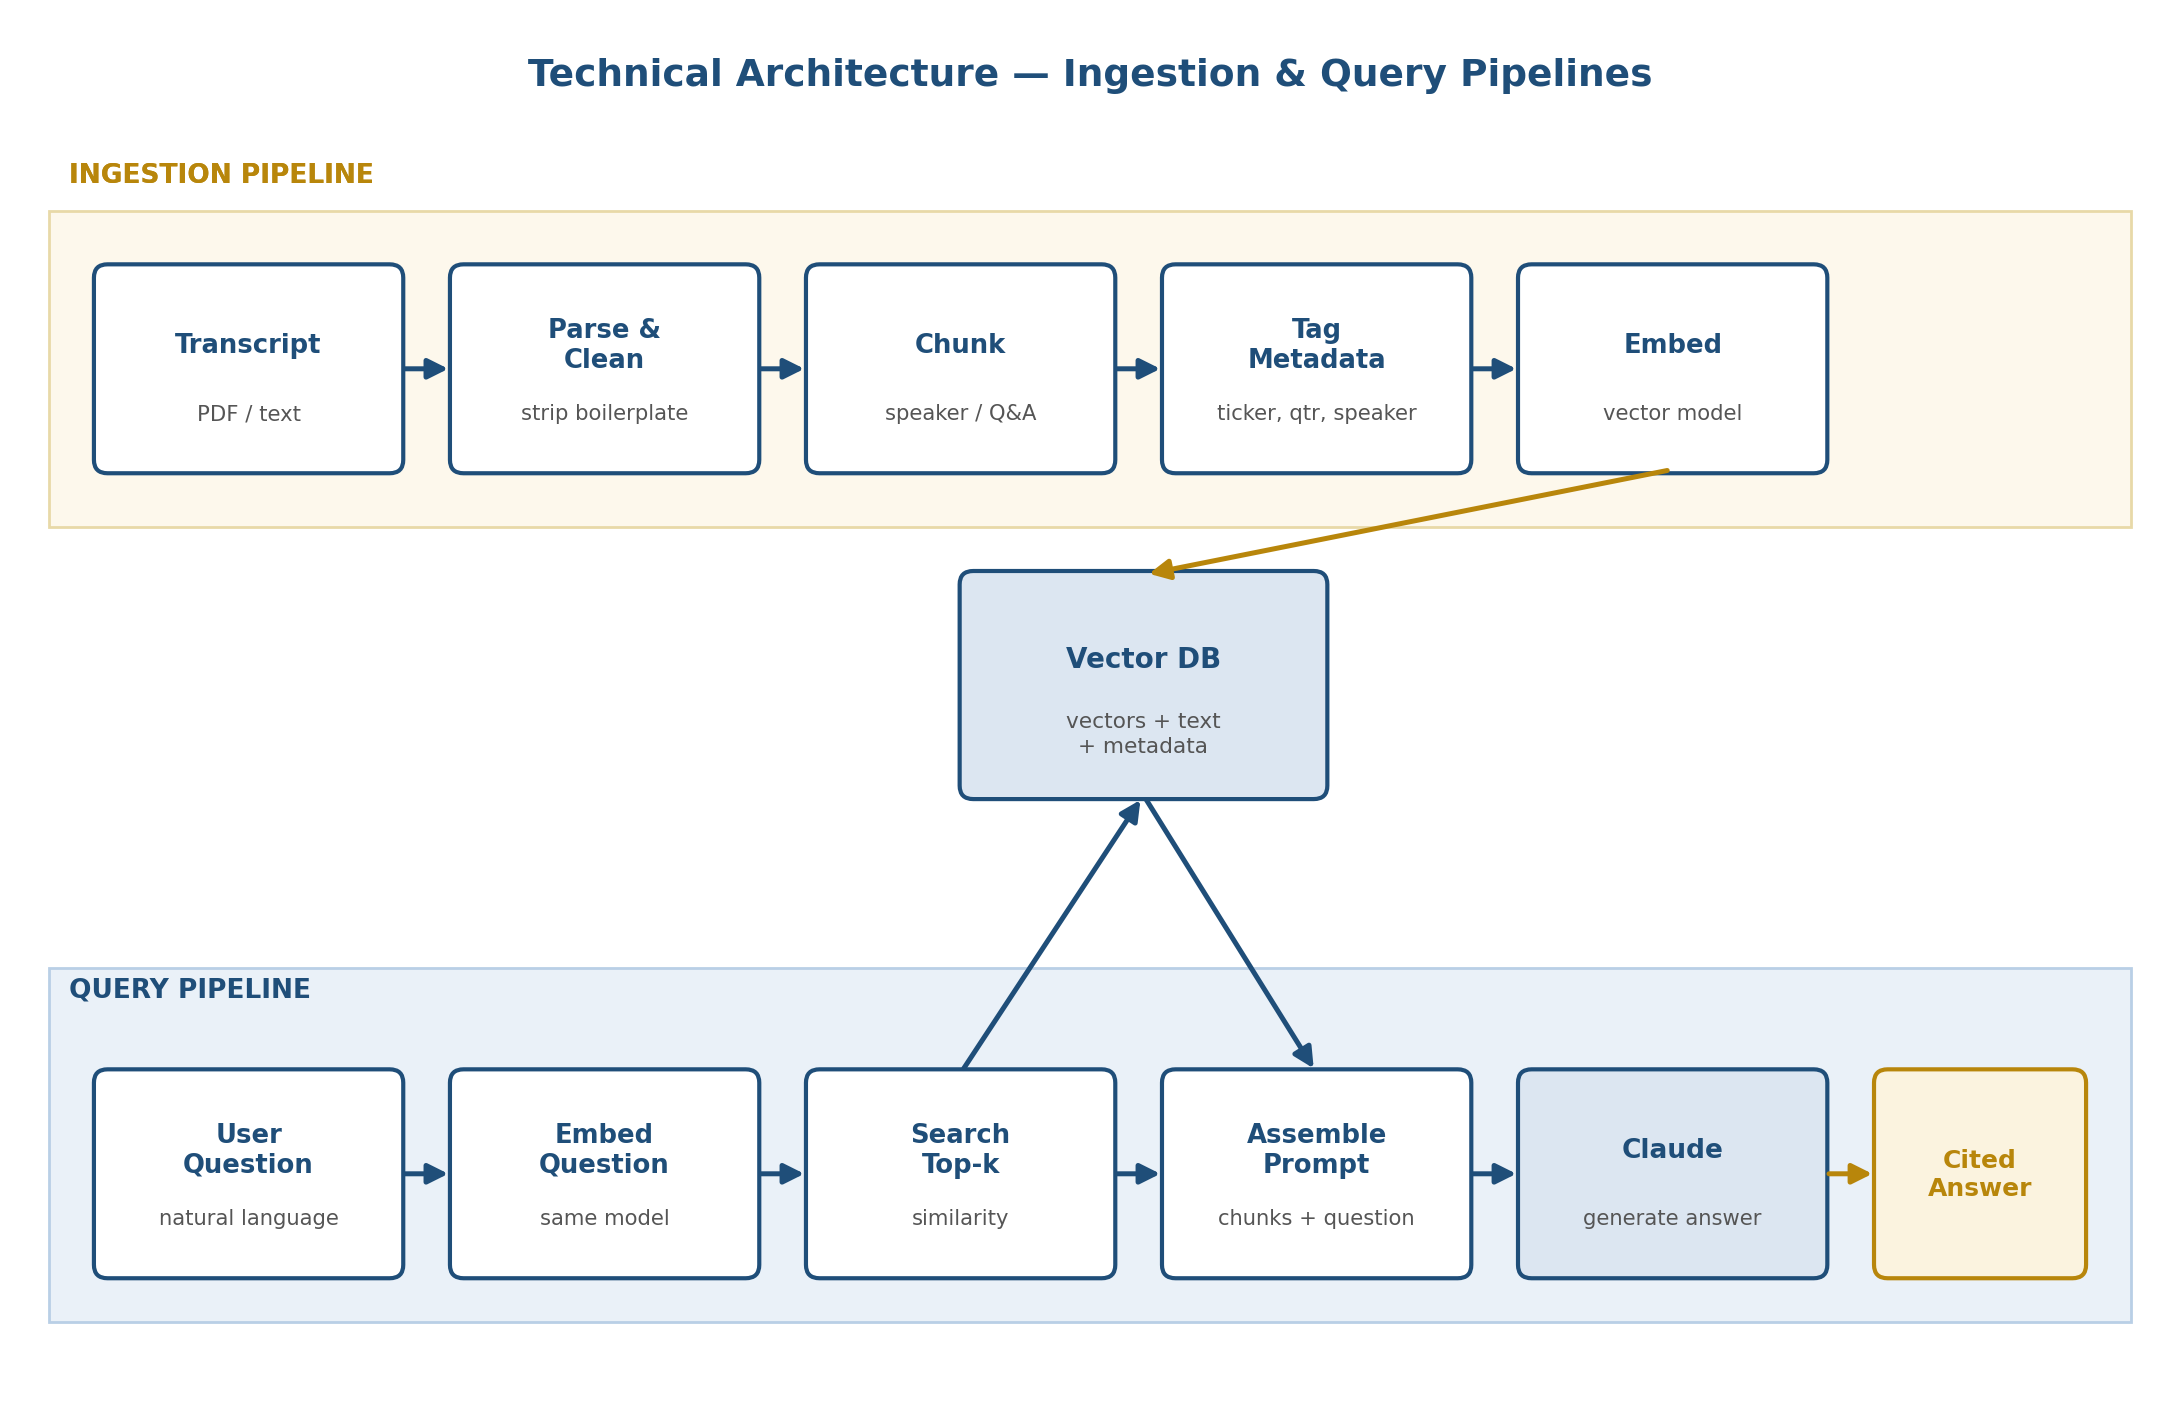 Technical Architecture — Ingestion & Query Pipelines
INGESTION PIPELINE
Transcript
PDF / text
Parse &
Clean
strip boilerplate
Chunk
speaker / Q&A
Tag
Metadata
ticker, qtr, speaker
Embed
vector model
Vector DB
vectors + text
+ metadata
QUERY PIPELINE
User
Question
natural language
Embed
Question
same model
Search
Top-k
similarity
Assemble
Prompt
chunks + question
Claude
generate answer
Cited
Answer